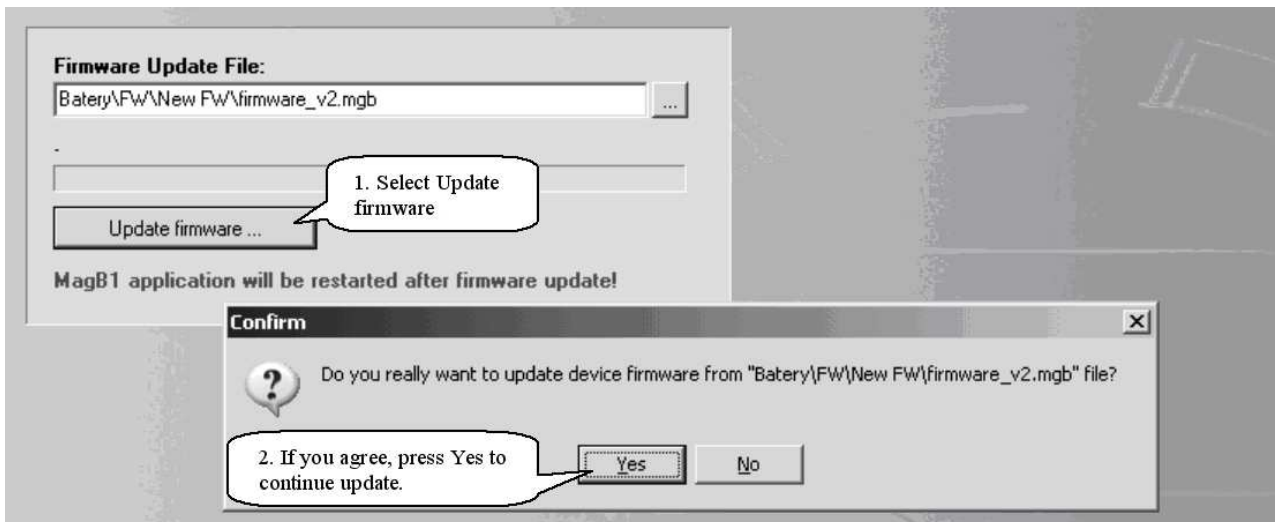 Firmware Update File:
Batery\FW\New FW\firmware_v2.mgb
...
-
1. Select Update
firmware
Update firmware ...
MagB1 application will be restarted after firmware update!
Confirm
?
Do you really want to update device firmware from "Batery\FW\New FW\firmware_v2.mgb" file?
2. If you agree, press Yes to
continue update.
Yes
No